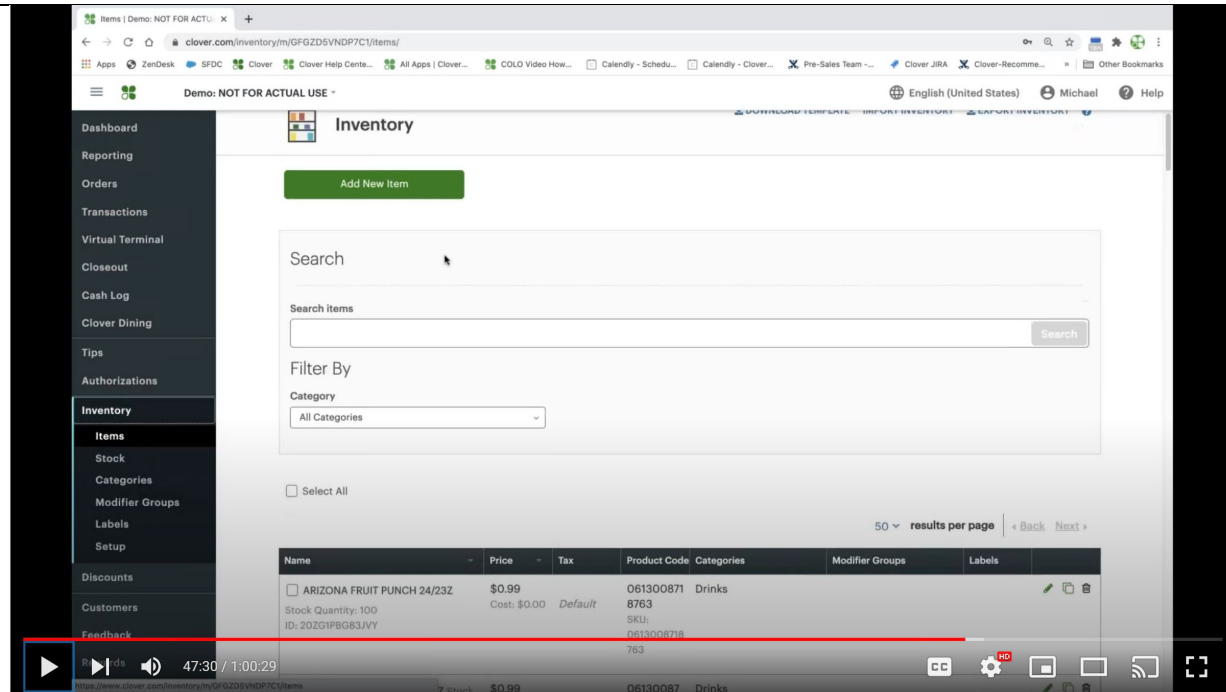 Items | Demo: NOT FOR ACTU
clover.com/inventory/m/GFGZD5VNDP7C1/items/
Apps ZenDesk SFDC Clover Clover Help Cente... All Apps | Clover... COLO Video How... Calendly - Schedu... Calendly - Clover... Pre-Sales Team -... Clover JIRA Clover-Recomme... » Other Bookmarks
Demo: NOT FOR ACTUAL USE English (United States) Michael Help
DOWNLOAD TEMPLATE IMPORT INVENTORY EXPORT INVENTORY
Inventory
Add New Item
Dashboard
Reporting
Orders
Transactions
Virtual Terminal
Closeout
Cash Log
Clover Dining
Tips
Authorizations
Inventory
Items
Stock
Categories
Modifier Groups
Labels
Setup
Discounts
Customers
Feedback
Search
Search items
Search
Filter By
Category
All Categories
Select All
50 results per page Back Next
Name Price Tax Product Code Categories Modifier Groups Labels
ARIZONA FRUIT PUNCH 24/23Z $0.99 061300871 Drinks
Cost: $0.00 Default 8763
Stock Quantity: 100 SKU:
ID: 20ZG1PBG83JVY 0613008718
763
47:30 / 1:00:29
CC HD
https://www.clover.com/inventory/m/GFGZD5VNDP7C1/items
$0.99 06130087 Drinks